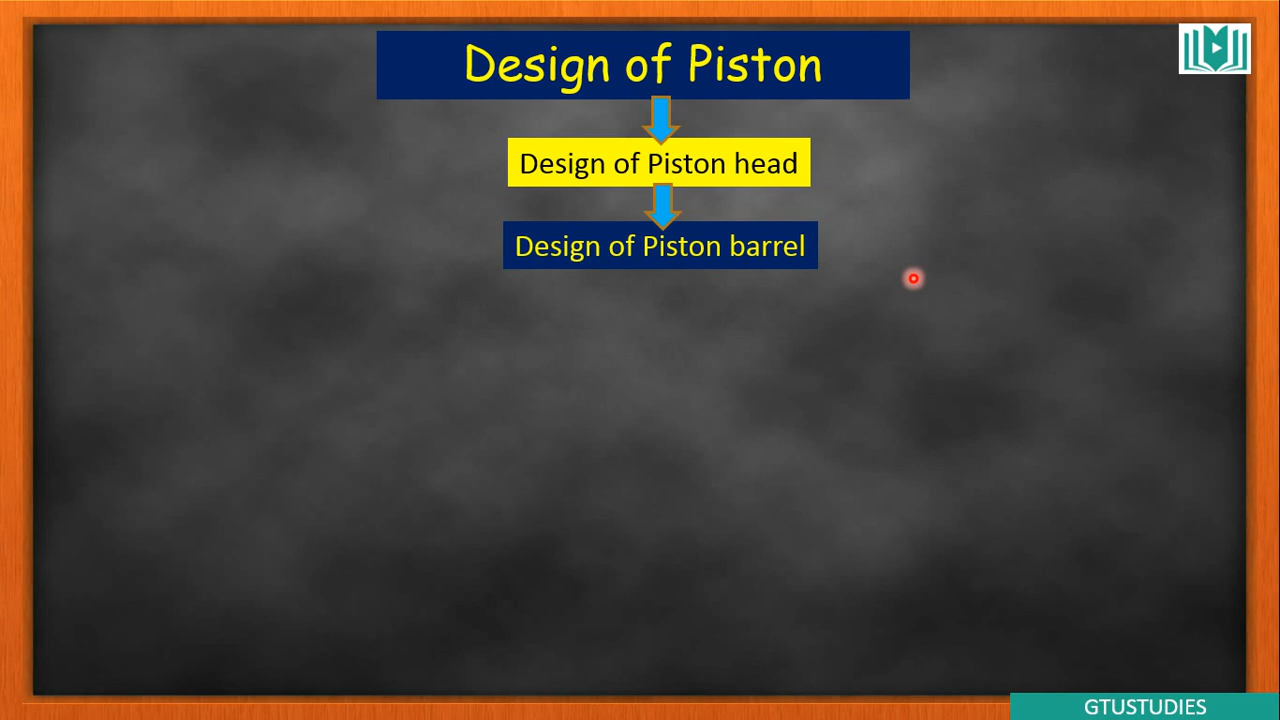 Design of Piston
Design of Piston head
Design of Piston barrel
GTUSTUDIES